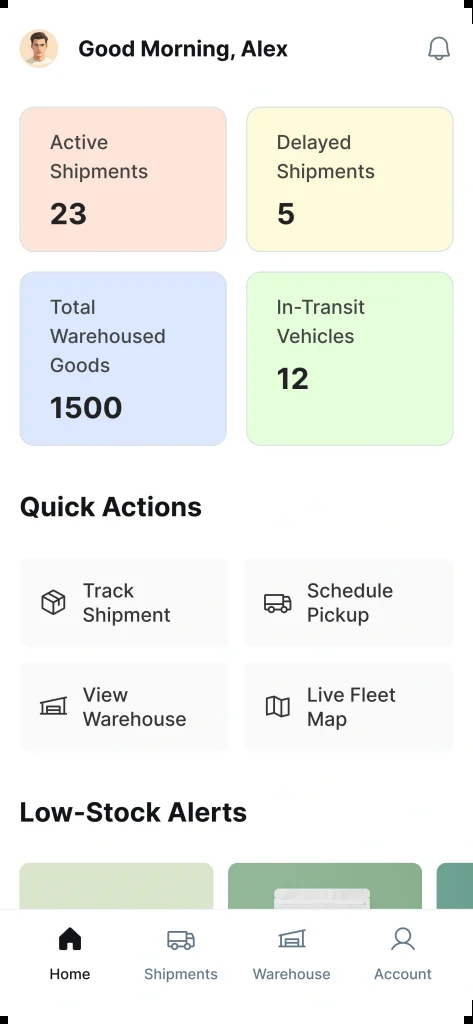 Good Morning, Alex
Active
Shipments
23
Delayed
Shipments
5
Total
Warehoused
Goods
1500
In-Transit
Vehicles
12
Quick Actions
Track
Shipment
Schedule
Pickup
View
Warehouse
Live Fleet
Map
Low-Stock Alerts
Home
Shipments
Warehouse
Account